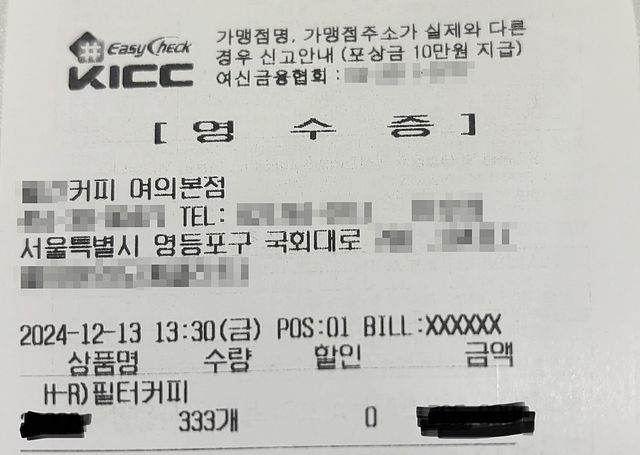 EasyCheck
KICC
가맹점명, 가맹점주소가 실제와 다른
경우 신고안내 (포상금 10만원 지급)
여신금융협회 :
[ 영 수 증 ]
커피 여의본점
TEL:
서울특별시 영등포구 국회대로
2024-12-13 13:30(금) POS:01 BILL:XXXXXX
상품명 수량 할인 금액
H-R)필터커피
333개 0